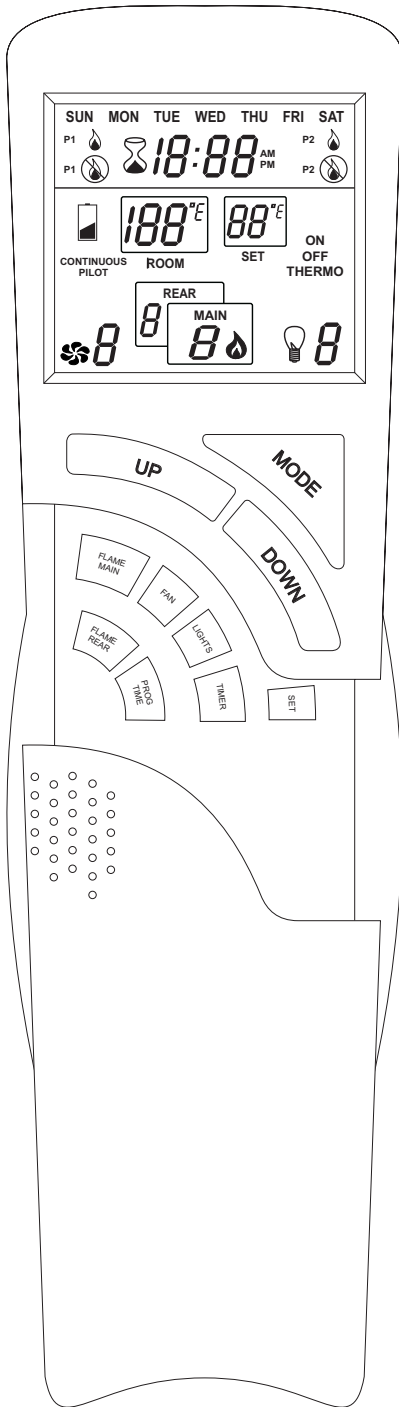 SUN MON TUE WED THU FRI SAT
P1 18:88 AM P2
P1 PM P2
188°E 88°E
CONTINUOUS PILOT ROOM SET ON
OFF
THERMO
REAR
8
MAIN
8 8 8
UP
MODE
DOWN
FLAME MAIN
FAN
LIGHTS
FLAME REAR
PROG TIME
TIMER
SET